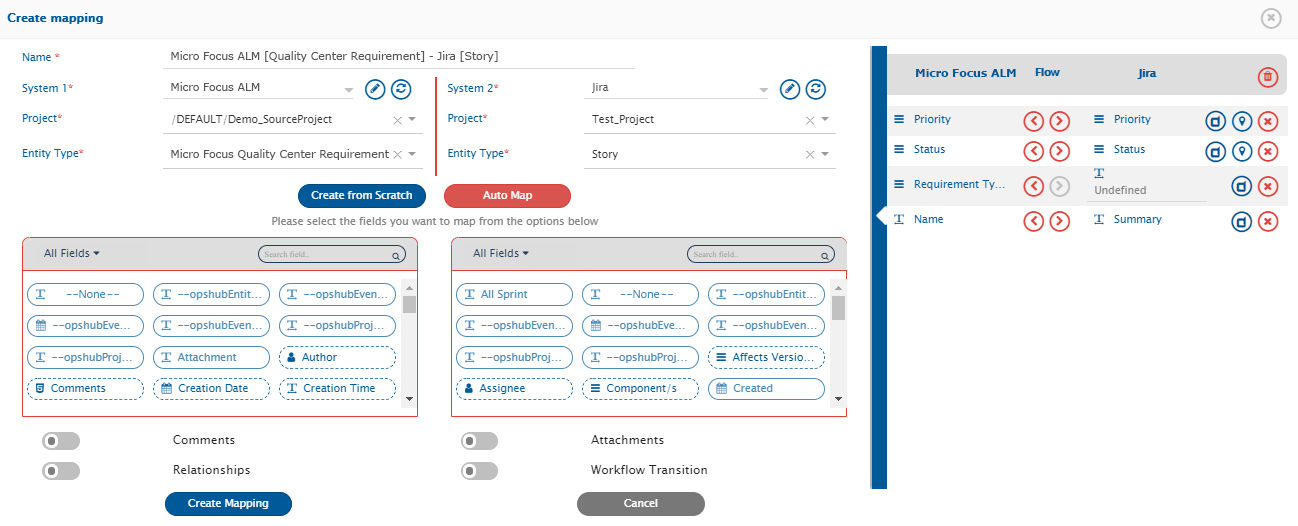 Create mapping
Name *
Micro Focus ALM [Quality Center Requirement] - Jira [Story]
System 1*
Micro Focus ALM
System 2*
Jira
Project*
/DEFAULT/Demo_SourceProject
Project*
Test_Project
Entity Type*
Micro Focus Quality Center Requirement
Entity Type*
Story
Create from Scratch
Auto Map
Please select the fields you want to map from the options below
All Fields
Search field..
--None--
--opshubEntit...
--opshubEven...
--opshubEve...
--opshubEven...
--opshubProj...
--opshubProj...
Attachment
Author
Comments
Creation Date
Creation Time
All Fields
Search field..
All Sprint
--None--
--opshubEntit...
--opshubEven...
--opshubEve...
--opshubEven...
--opshubProj...
--opshubProj...
Affects Versio...
Assignee
Component/s
Created
Comments
Attachments
Relationships
Workflow Transition
Create Mapping
Cancel
Micro Focus ALM
Flow
Jira
Priority
Priority
Status
Status
Requirement Ty...
Undefined
Name
Summary